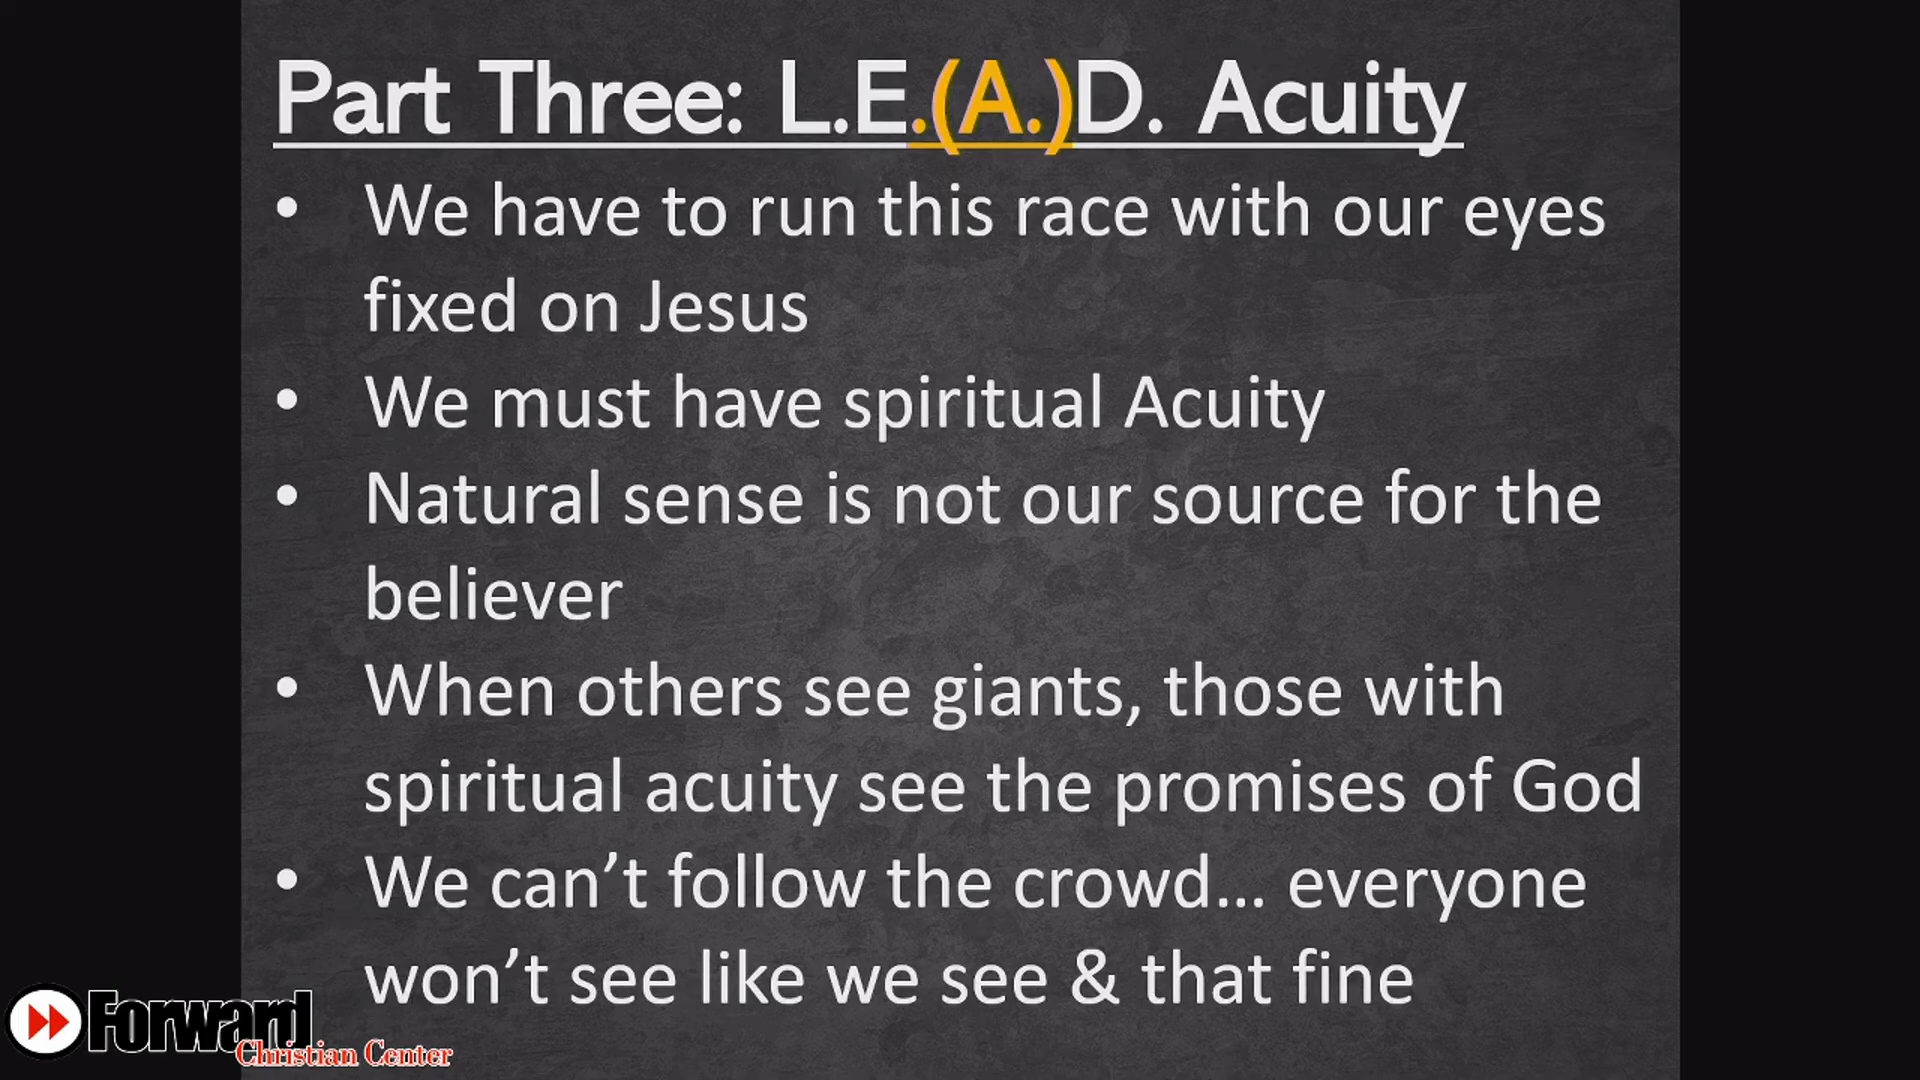 Part Three: L.E.(A.)D. Acuity
• We have to run this race with our eyes
fixed on Jesus
• We must have spiritual Acuity
• Natural sense is not our source for the
believer
• When others see giants, those with
spiritual acuity see the promises of God
• We can’t follow the crowd… everyone
won’t see like we see & that fine
Forward
Christian Center